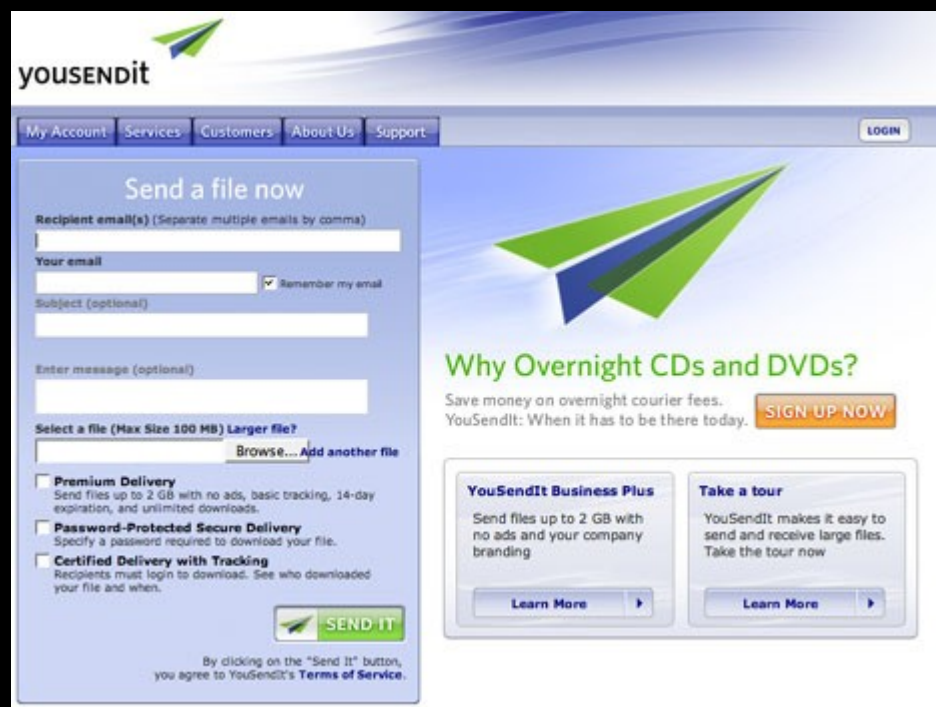 yousendit
My Account Services Customers About Us Support
LOGIN
Send a file now
Recipient email(s) (Separate multiple emails by comma)
Your email
Remember my email
Subject (optional)
Enter message (optional)
Select a file (Max Size 100 MB) Larger file?
Browse... Add another file
Premium Delivery
Send files up to 2 GB with no ads, basic tracking, 14-day
expiration, and unlimited downloads.
Password-Protected Secure Delivery
Specify a password required to download your file.
Certified Delivery with Tracking
Recipients must login to download. See who downloaded
your file and when.
SEND IT
By clicking on the "Send It" button,
you agree to YouSendIt's Terms of Service.
Why Overnight CDs and DVDs?
Save money on overnight courier fees.
YouSendIt: When it has to be there today.
SIGN UP NOW
YouSendIt Business Plus
Send files up to 2 GB with
no ads and your company
branding
Learn More
Take a tour
YouSendIt makes it easy to
send and receive large files.
Take the tour now
Learn More